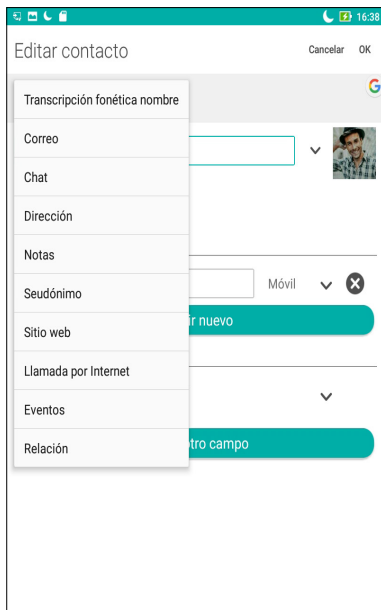 16:38
Editar contacto
Cancelar OK
G
Transcripción fonética nombre
Correo
Chat
Dirección
Notas
Seudónimo
Móvil
Sitio web
ir nuevo
Llamada por Internet
Eventos
Relación
otro campo